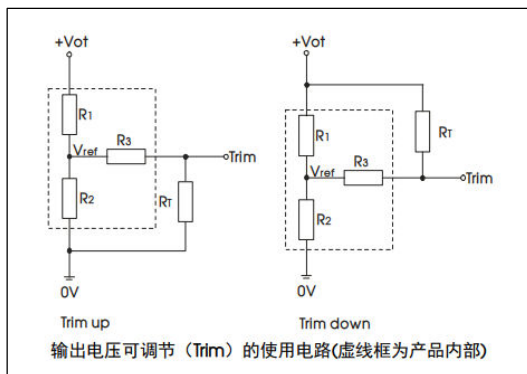 +Vot
R1
Vref
R3
Trim
R2
RT
0V
Trim up
+Vot
R1
RT
Vref
R3
Trim
R2
0V
Trim down
输出电压可调节（Trim）的使用电路(虚线框为产品内部)